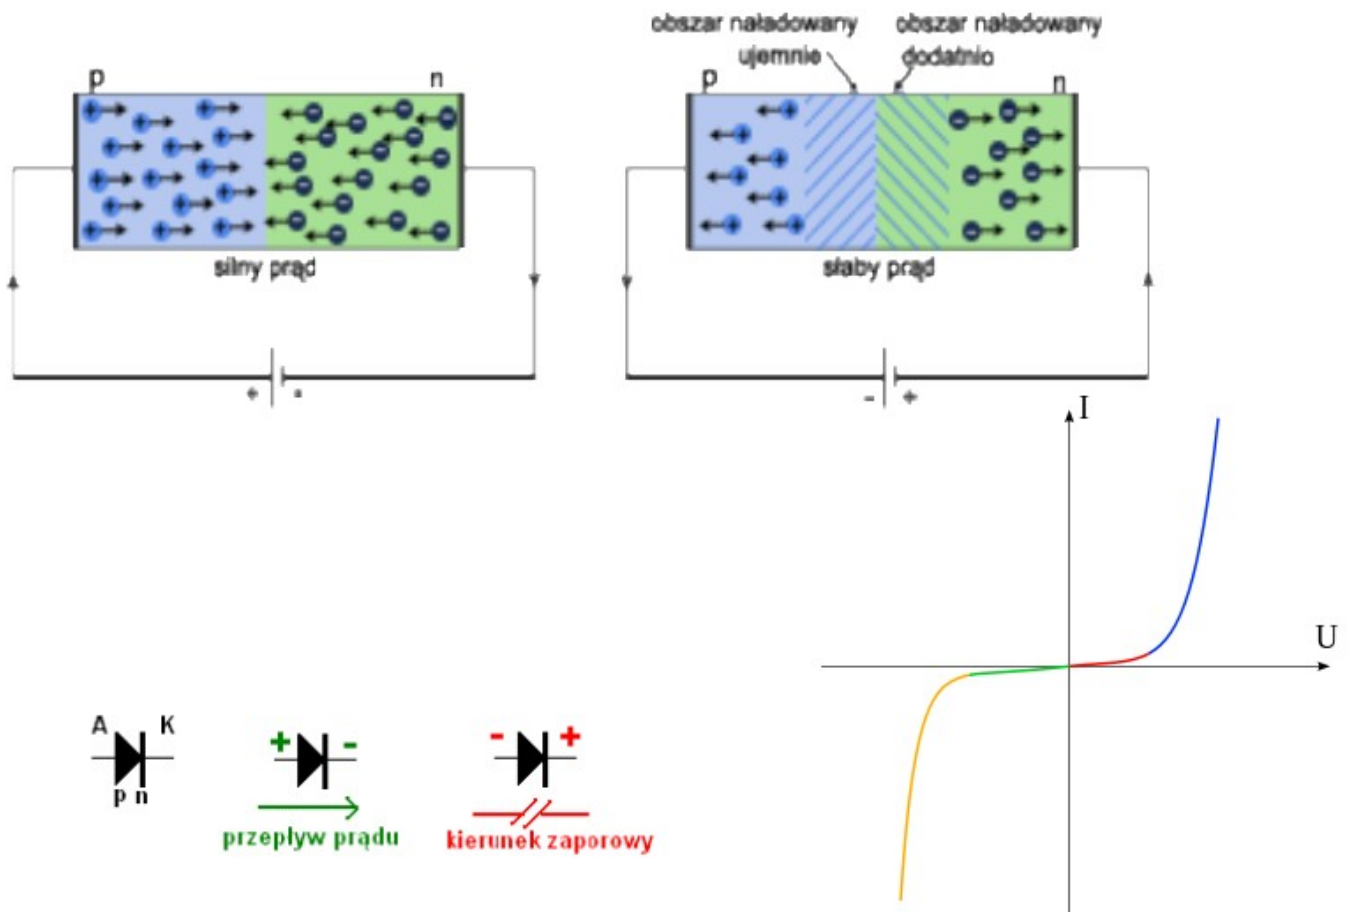 obszar naładowany
ujemnie
obszar naładowany
dodatnio
p
n
p
n
silny prąd
słaby prąd
+ -
- +
I
U
A K
p n
+ -
przepływ prądu
- +
kierunek zaporowy